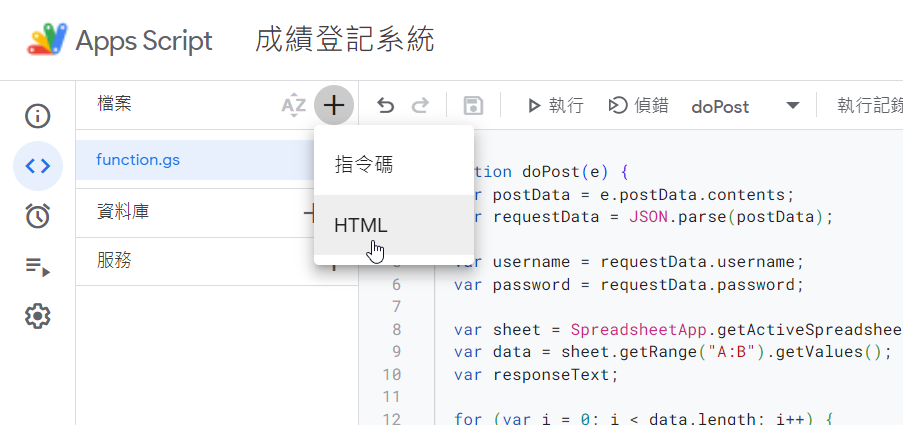 Apps Script 成績登記系統
檔案 AZ 執行 偵錯 doPost 執行記錄
function.gs
指令碼
資料庫
HTML
服務
ction doPost(e) {
postData = e.postData.contents;
requestData = JSON.parse(postData);
var username = requestData.username;
6 var password = requestData.password;
7
8 var sheet = SpreadsheetApp.getActiveSpreadshee
9 var data = sheet.getRange("A:B").getValues();
10 var responseText;
11
12 for (var i = 0; i < data.length; i++) {